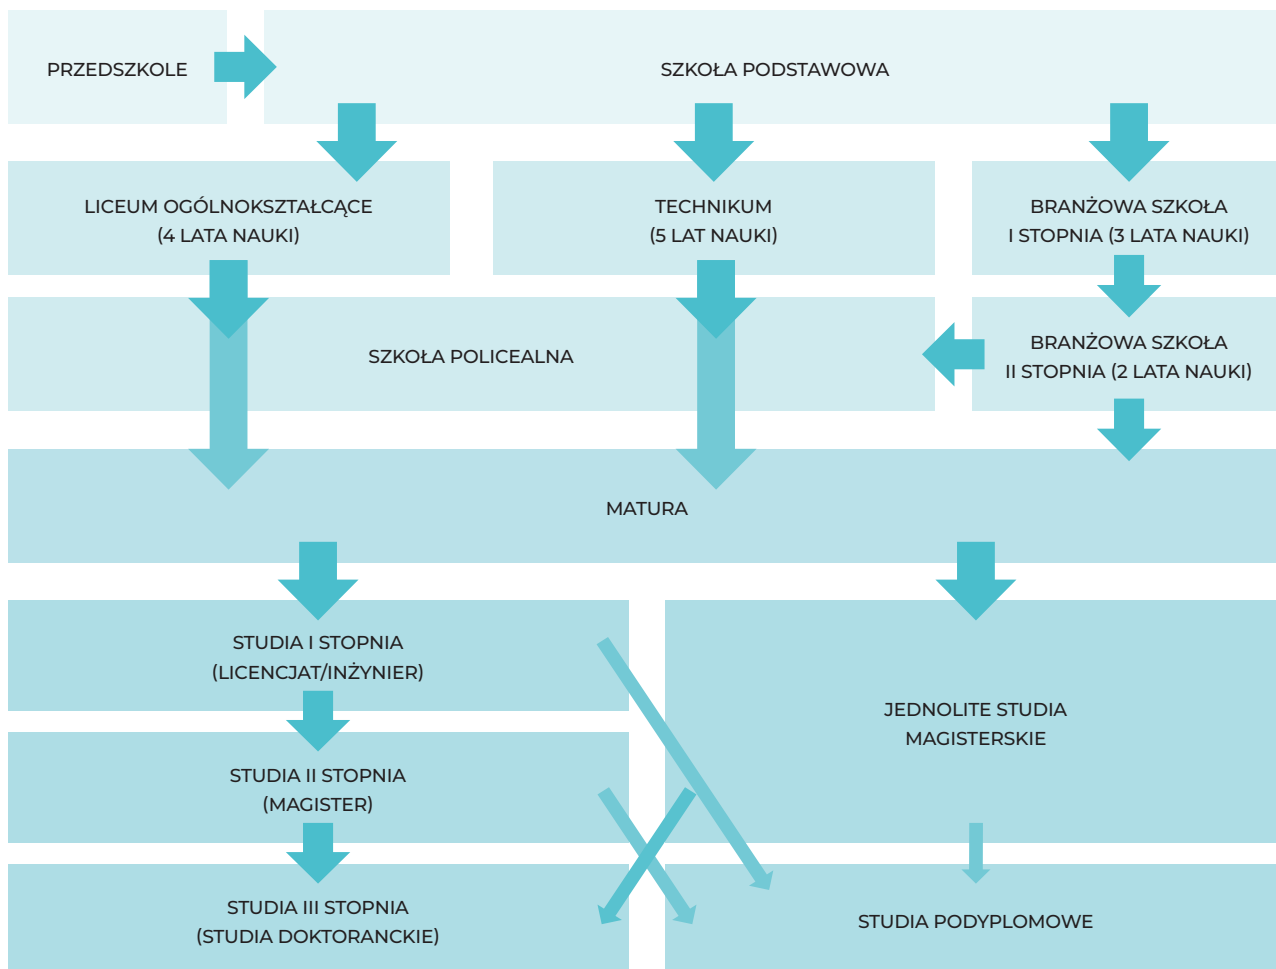 PRZEDSZKOLE
SZKOŁA PODSTAWOWA
LICEUM OGÓLNOKSZTAŁCĄCE
(4 LATA NAUKI)
TECHNIKUM
(5 LAT NAUKI)
BRANŻOWA SZKOŁA
I STOPNIA (3 LATA NAUKI)
SZKOŁA POLICEALNA
BRANŻOWA SZKOŁA
II STOPNIA (2 LATA NAUKI)
MATURA
STUDIA I STOPNIA
(LICENCJAT/INŻYNIER)
JEDNOLITE STUDIA
MAGISTERSKIE
STUDIA II STOPNIA
(MAGISTER)
STUDIA III STOPNIA
(STUDIA DOKTORANCKIE)
STUDIA PODYPLOMOWE